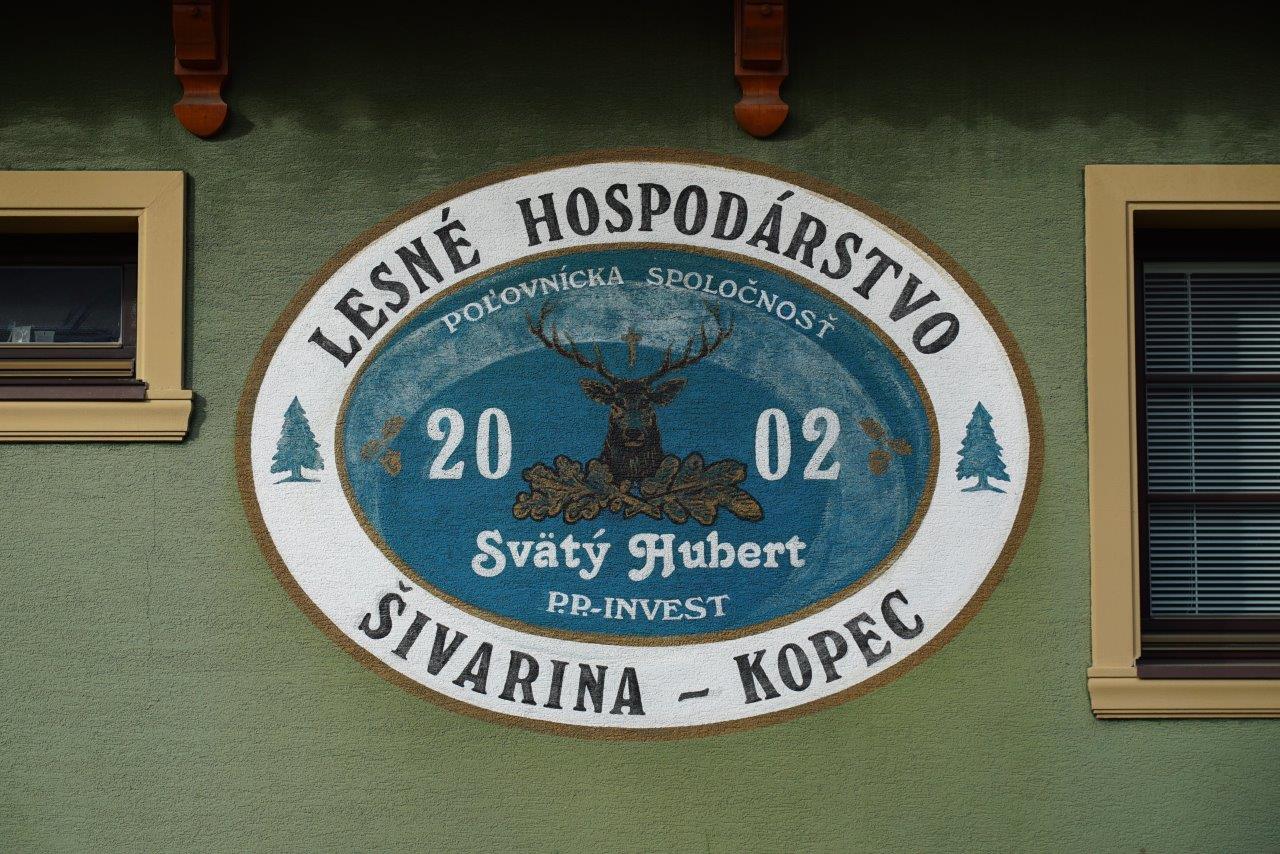 LESNÉ HOSPODÁRSTVO
POĽOVNÍCKA SPOLOČNOSŤ
20 02
Svätý Hubert
P.P.-INVEST
ŠIVARINA - KOPEC